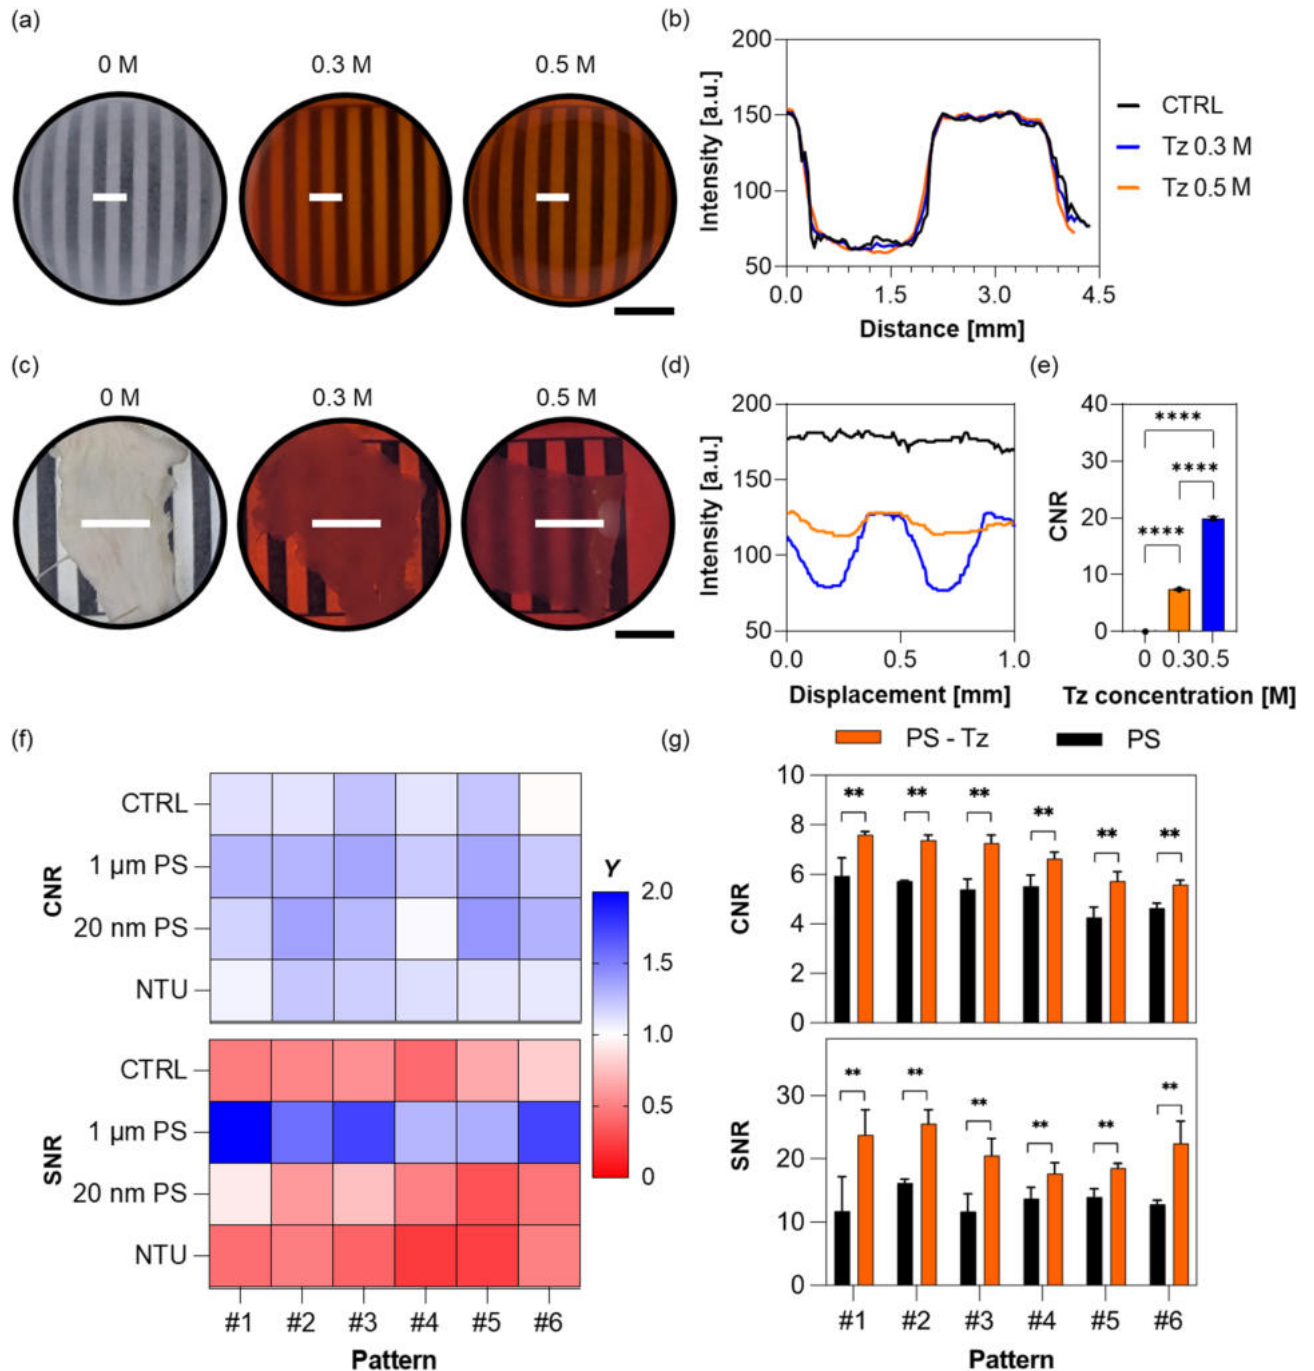 (a)
0 M
0.3 M
0.5 M
(b)
200
150
100
50
Intensity [a.u.]
0.0
1.5
3.0
4.5
Distance [mm]
CTRL
Tz 0.3 M
Tz 0.5 M
(c)
0 M
0.3 M
0.5 M
(d)
200
150
100
50
Intensity [a.u.]
0.0
0.5
1.0
Displacement [mm]
(e)
40
30
20
10
0
CNR
****
****
****
0
0.3
0.5
Tz concentration [M]
(f)
CNR
CTRL
1 µm PS
20 nm PS
NTU
SNR
CTRL
1 µm PS
20 nm PS
NTU
#1
#2
#3
#4
#5
#6
Pattern
Y
2.0
1.5
1.0
0.5
0
(g)
PS - Tz
PS
10
8
6
4
2
0
CNR
**
**
**
**
**
**
30
20
10
0
SNR
**
**
**
**
**
**
#1
#2
#3
#4
#5
#6
Pattern